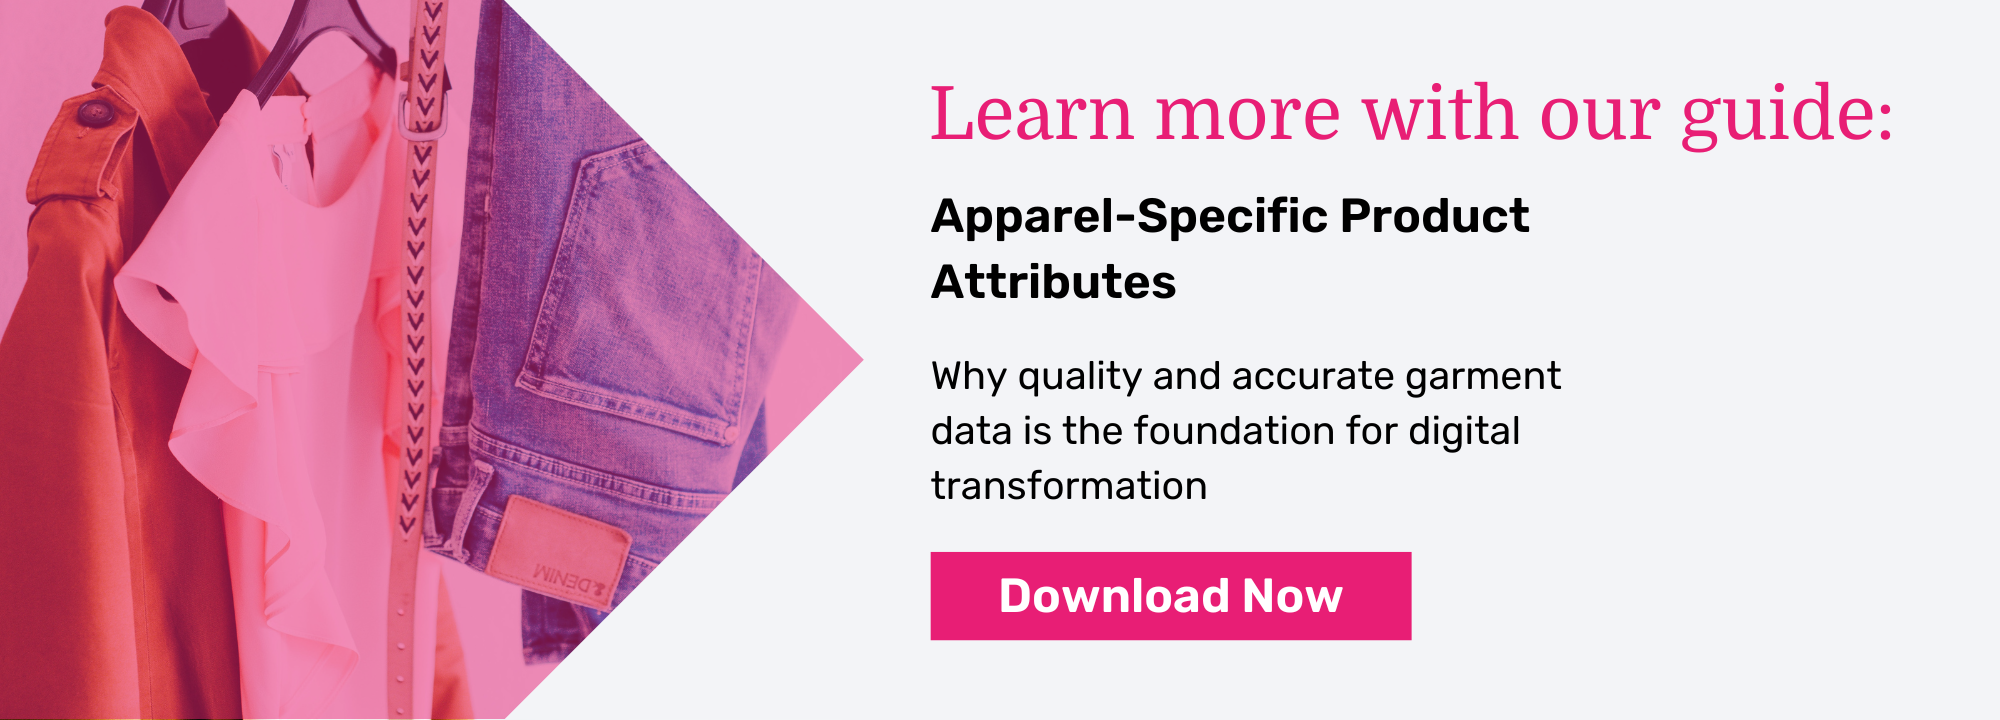 Learn more with our guide:
Apparel-Specific Product
Attributes
Why quality and accurate garment
data is the foundation for digital
transformation
Download Now
DENIM